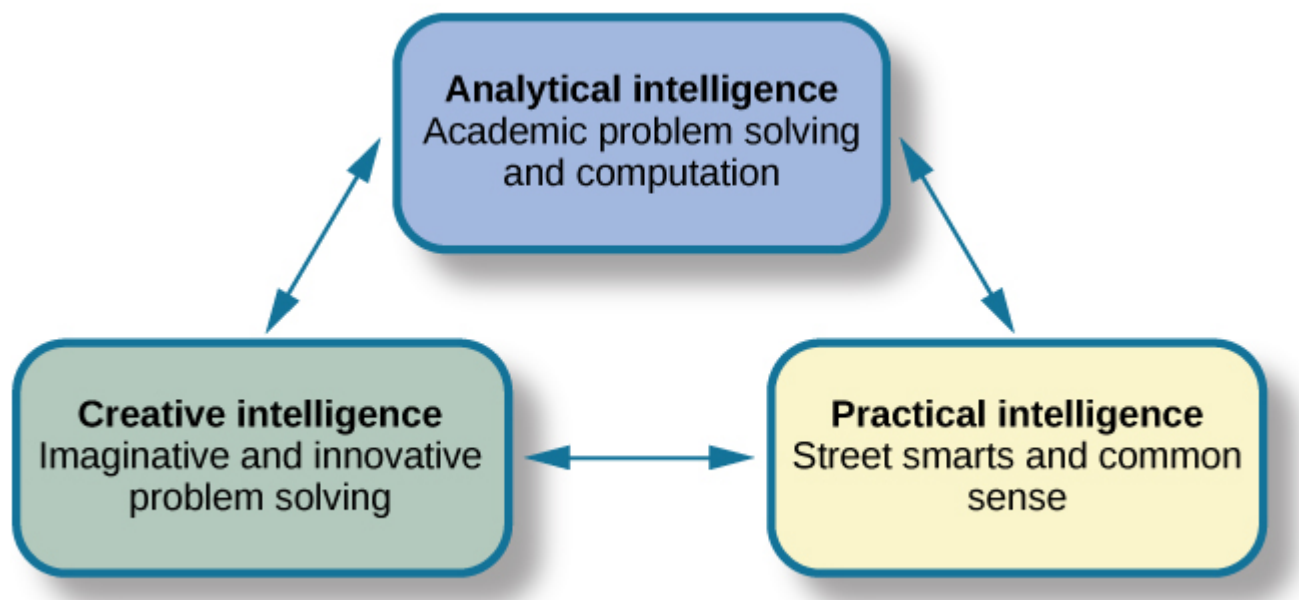 Analytical intelligence
Academic problem solving
and computation
Creative intelligence
Imaginative and innovative
problem solving
Practical intelligence
Street smarts and common
sense